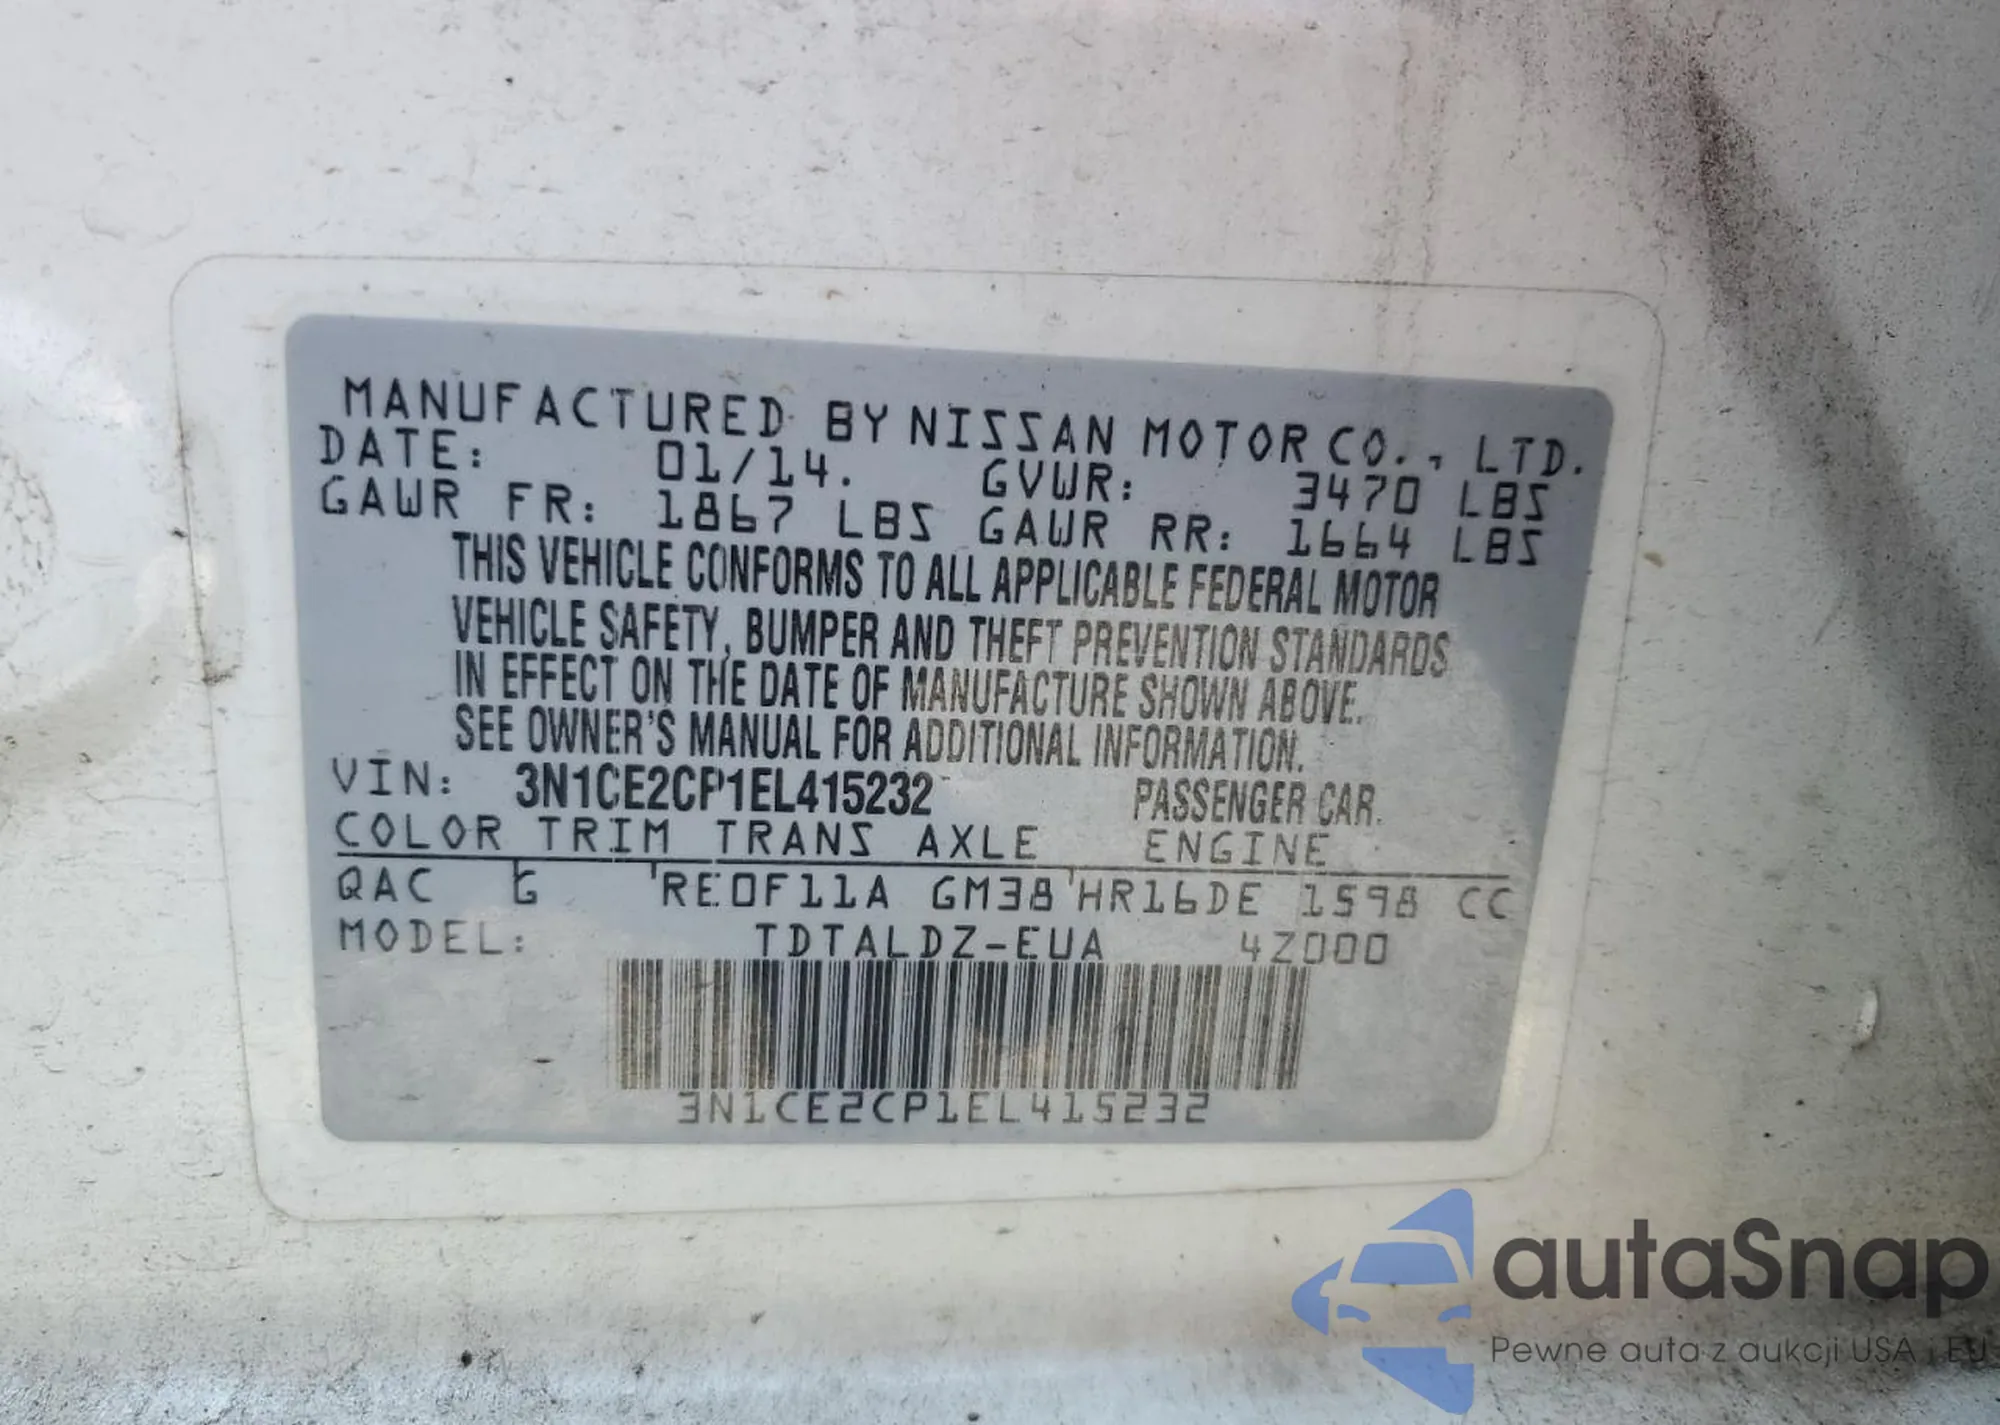 MANUFACTURED BY NISSAN MOTOR CO., LTD.
DATE: 01/14. GVWR: 3470 LBS
GAWR FR: 1867 LBS GAWR RR: 1664 LBS
THIS VEHICLE CONFORMS TO ALL APPLICABLE FEDERAL MOTOR
VEHICLE SAFETY, BUMPER AND THEFT PREVENTION STANDARDS
IN EFFECT ON THE DATE OF MANUFACTURE SHOWN ABOVE.
SEE OWNER'S MANUAL FOR ADDITIONAL INFORMATION.
VIN: 3N1CE2CP1EL415232 PASSENGER CAR.
COLOR TRIM TRANS AXLE ENGINE
QAC G RE0F11A GM38 HR16DE 1598 CC
MODEL: TDTALDZ-EUA 4Z000
3N1CE2CP1EL415232
autaSnap
Pewne auta z aukcji USA i EU